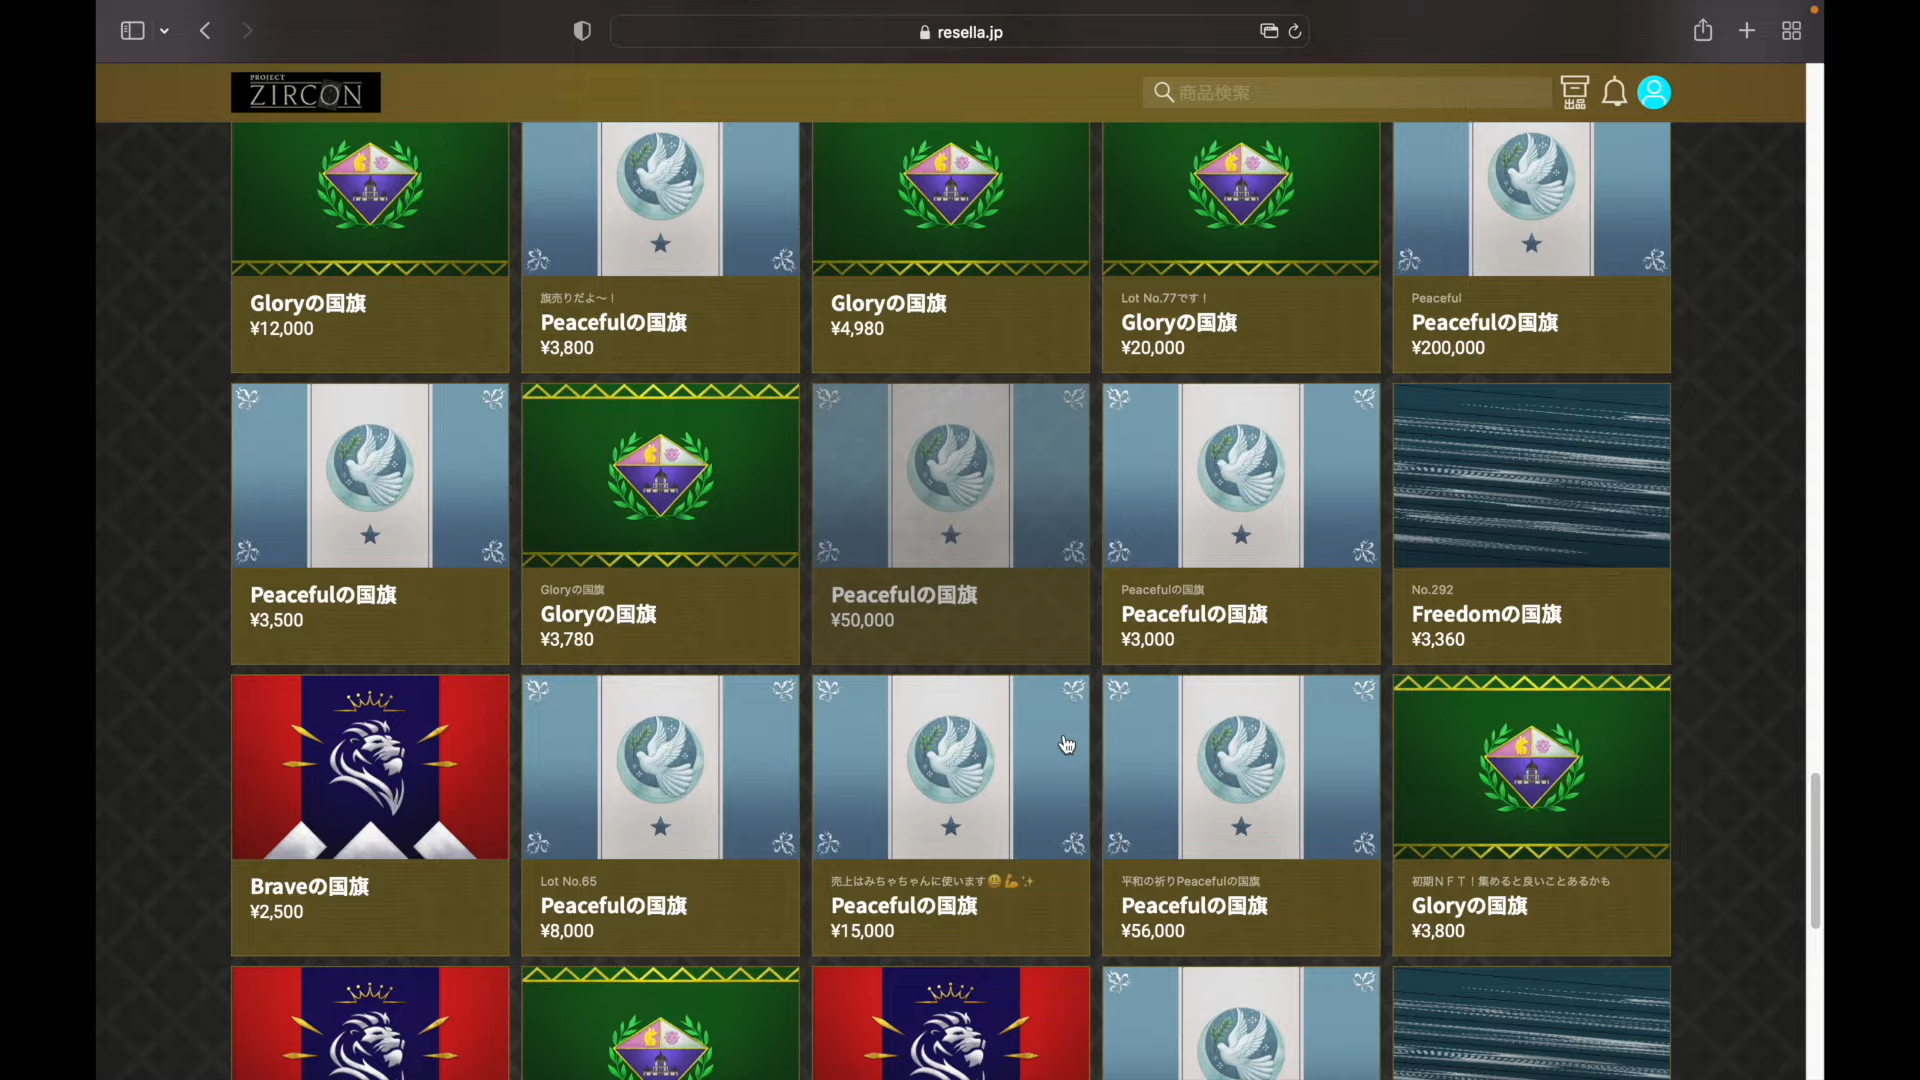 resella.jp
PROJECT
ZIRCON
商品検索
出品
Gloryの国旗
¥12,000
旗売りだよ〜！
Peacefulの国旗
¥3,800
Gloryの国旗
¥4,980
Lot No.77です！
Gloryの国旗
¥20,000
Peaceful
Peacefulの国旗
¥200,000
Peacefulの国旗
¥3,500
Gloryの国旗
Gloryの国旗
¥3,780
Peacefulの国旗
¥50,000
Peacefulの国旗
Peacefulの国旗
¥3,000
No.292
Freedomの国旗
¥3,360
Braveの国旗
¥2,500
Lot No.65
Peacefulの国旗
¥8,000
売上はみちゃちゃんに使います😃💪✨
Peacefulの国旗
¥15,000
平和の祈りPeacefulの国旗
Peacefulの国旗
¥56,000
初期ＮＦＴ！集めると良いことあるかも
Gloryの国旗
¥3,800